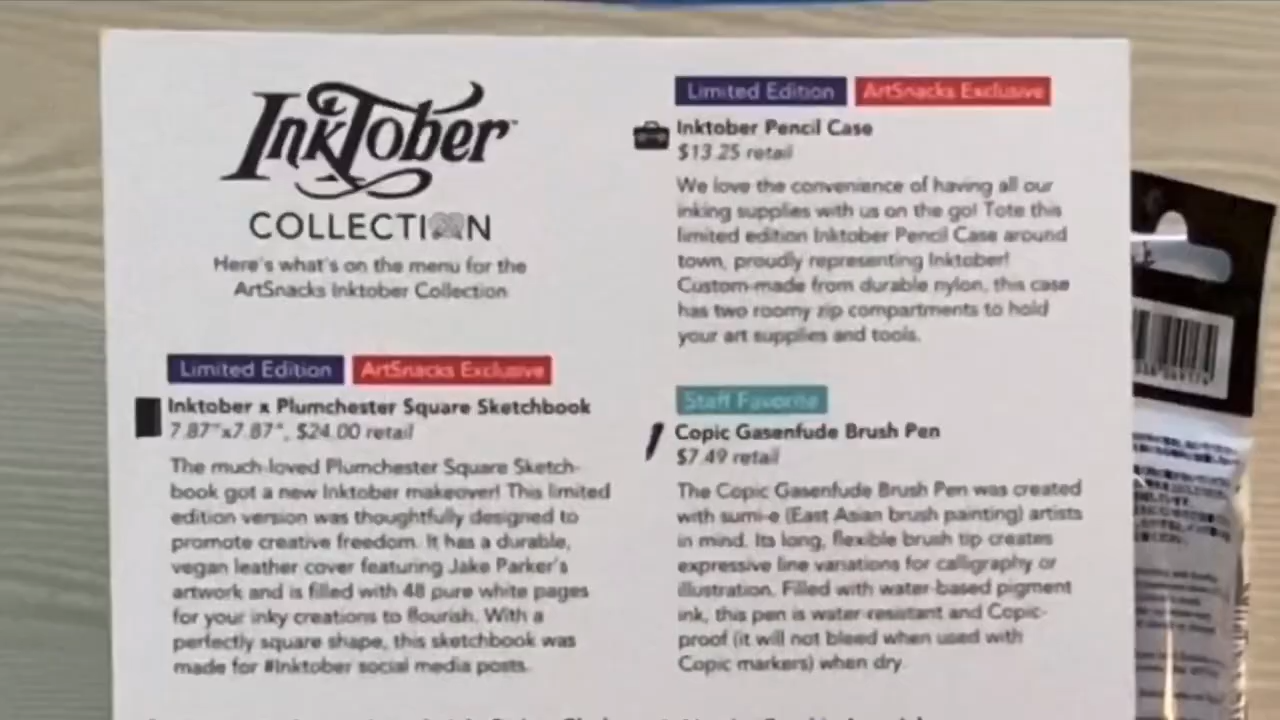 InkTober
COLLECTION
Here's what's on the menu for the
ArtSnacks Inktober Collection
Limited Edition ArtSnacks Exclusive
Inktober x Plumchester Square Sketchbook
7.87"x7.87", $24.00 retail
The much-loved Plumchester Square Sketch-
book got a new Inktober makeover! This limited
edition version was thoughtfully designed to
promote creative freedom. It has a durable,
vegan leather cover featuring Jake Parker's
artwork and is filled with 48 pure white pages
for your inky creations to flourish. With a
perfectly square shape, this sketchbook was
made for #Inktober social media posts.
Limited Edition ArtSnacks Exclusive
Inktober Pencil Case
$13.25 retail
We love the convenience of having all our
inking supplies with us on the go! Tote this
limited edition Inktober Pencil Case around
town, proudly representing Inktober!
Custom-made from durable nylon, this case
has two roomy zip compartments to hold
your art supplies and tools.
Staff Favorite
Copic Gasenfude Brush Pen
$7.49 retail
The Copic Gasenfude Brush Pen was created
with sumi-e (East Asian brush painting) artists
in mind. Its long, flexible brush tip creates
expressive line variations for calligraphy or
illustration. Filled with water-based pigment
ink, this pen is water-resistant and Copic-
proof (it will not bleed when used with
Copic markers) when dry.